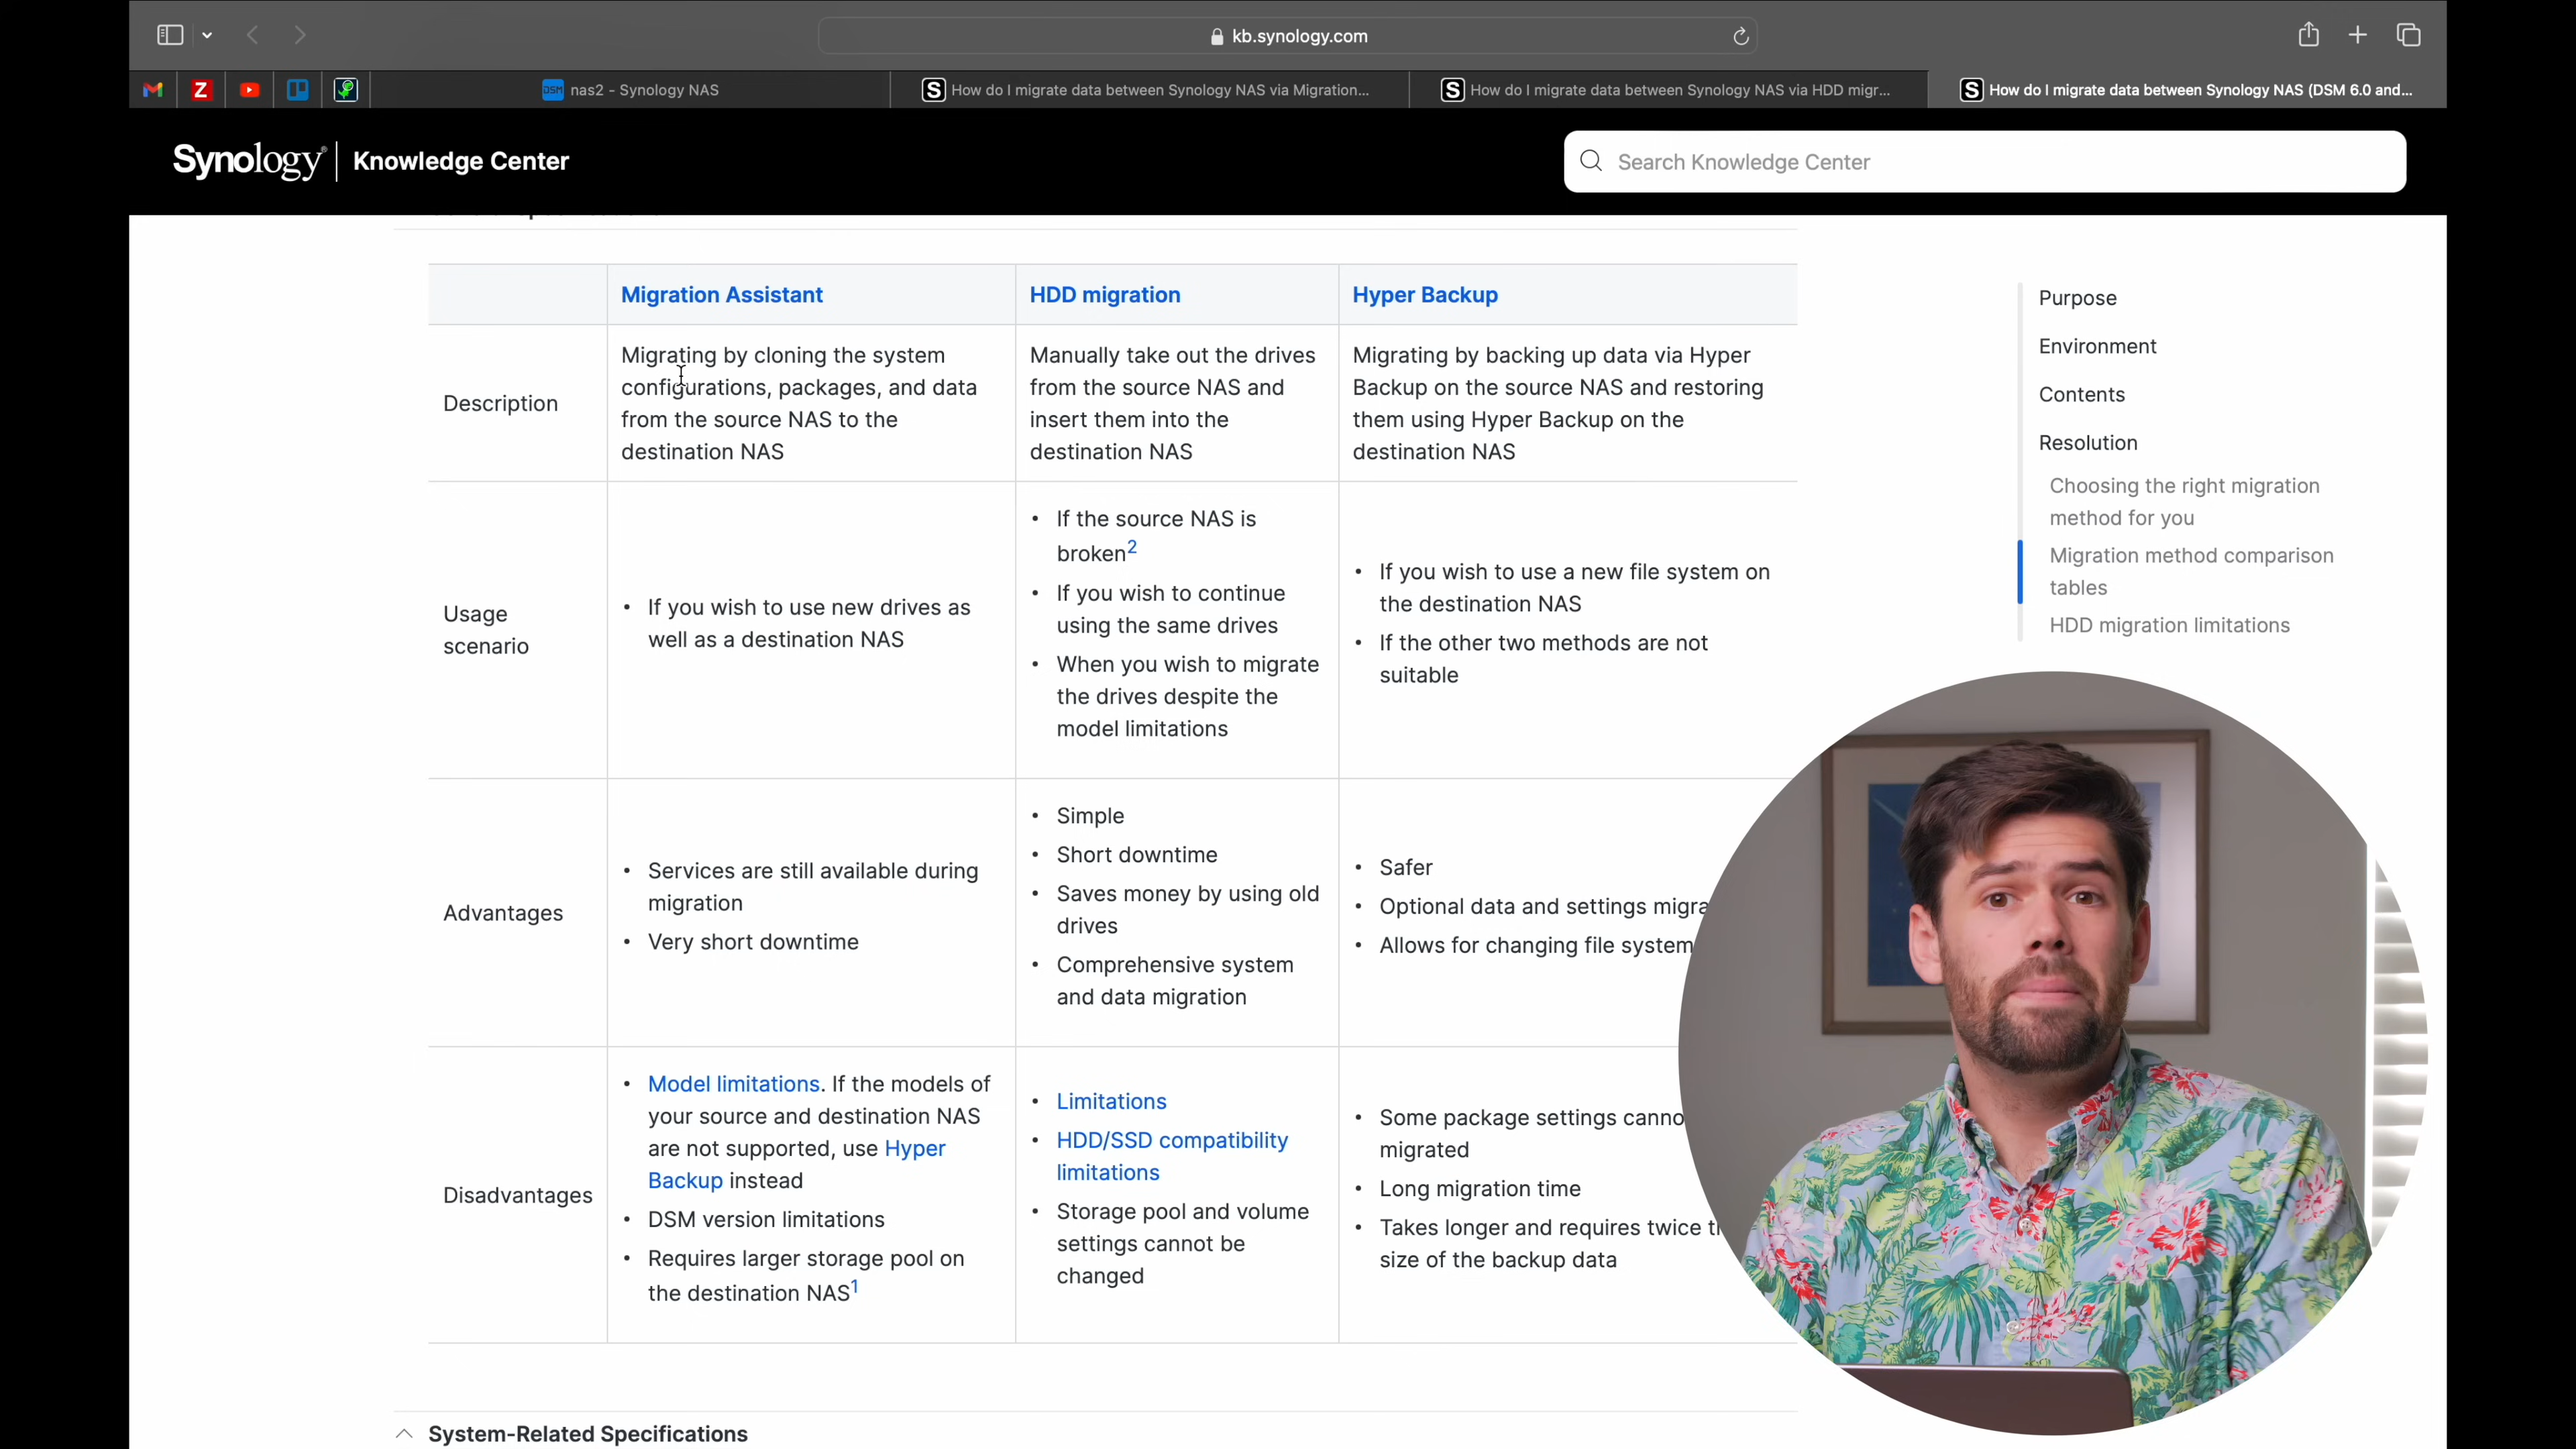 kb.synology.com
nas2 - Synology NAS
How do I migrate data between Synology NAS via Migration...
How do I migrate data between Synology NAS via HDD migr...
How do I migrate data between Synology NAS (DSM 6.0 and...
Synology® | Knowledge Center
Search Knowledge Center
Migration Assistant
HDD migration
Hyper Backup
Description
Migrating by cloning the system
configurations, packages, and data
from the source NAS to the
destination NAS
Manually take out the drives
from the source NAS and
insert them into the
destination NAS
Migrating by backing up data via Hyper
Backup on the source NAS and restoring
them using Hyper Backup on the
destination NAS
Usage
scenario
• If you wish to use new drives as
well as a destination NAS
• If the source NAS is
broken2
• If you wish to continue
using the same drives
• When you wish to migrate
the drives despite the
model limitations
• If you wish to use a new file system on
the destination NAS
• If the other two methods are not
suitable
Advantages
• Services are still available during
migration
• Very short downtime
• Simple
• Short downtime
• Saves money by using old
drives
• Comprehensive system
and data migration
• Safer
• Optional data and settings migra
• Allows for changing file system
Disadvantages
• Model limitations. If the models of
your source and destination NAS
are not supported, use Hyper
Backup instead
• DSM version limitations
• Requires larger storage pool on
the destination NAS1
• Limitations
• HDD/SSD compatibility
limitations
• Storage pool and volume
settings cannot be
changed
• Some package settings canno
migrated
• Long migration time
• Takes longer and requires twice t
size of the backup data
System-Related Specifications
Purpose
Environment
Contents
Resolution
Choosing the right migration
method for you
Migration method comparison
tables
HDD migration limitations